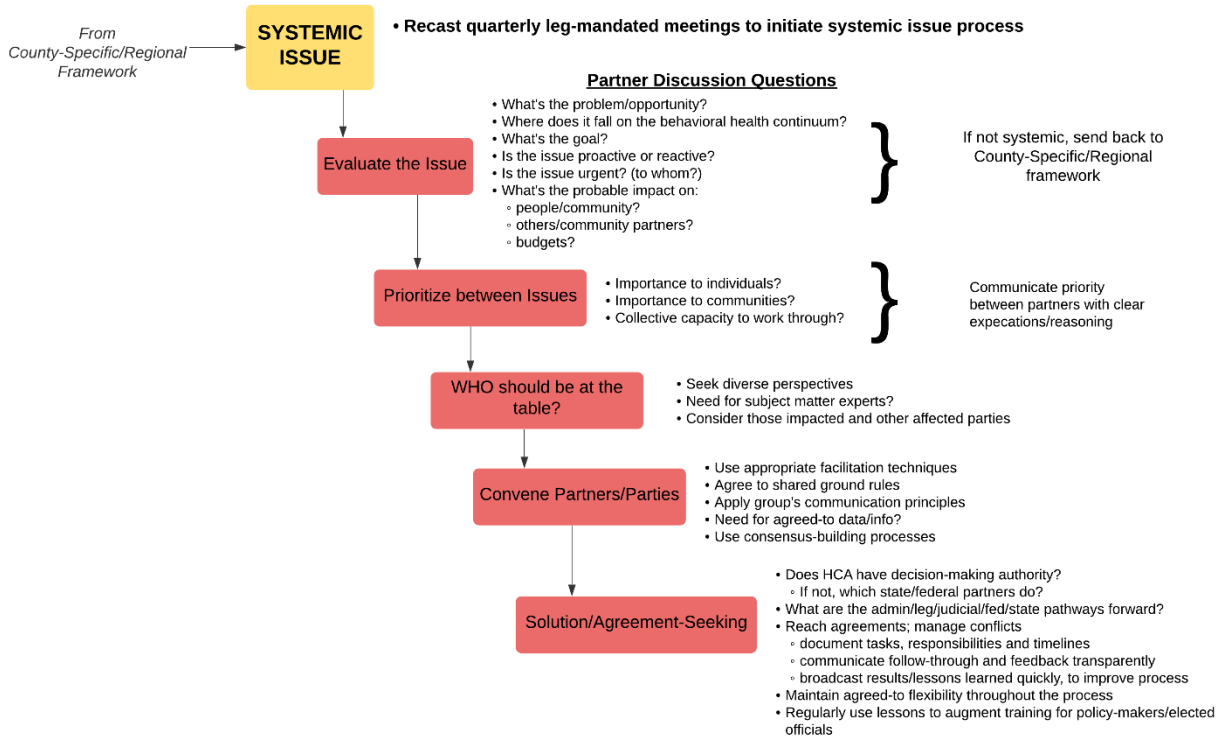 From
County-Specific/Regional
Framework
SYSTEMIC
ISSUE
• Recast quarterly leg-mandated meetings to initiate systemic issue process
Partner Discussion Questions
Evaluate the Issue
• What's the problem/opportunity?
• Where does it fall on the behavioral health continuum?
• What's the goal?
• Is the issue proactive or reactive?
• Is the issue urgent? (to whom?)
• What's the probable impact on:
◦ people/community?
◦ others/community partners?
◦ budgets?
}
If not systemic, send back to
County-Specific/Regional
framework
Prioritize between Issues
• Importance to individuals?
• Importance to communities?
• Collective capacity to work through?
}
Communicate priority
between partners with clear
expecations/reasoning
WHO should be at the
table?
• Seek diverse perspectives
• Need for subject matter experts?
• Consider those impacted and other affected parties
Convene Partners/Parties
• Use appropriate facilitation techniques
• Agree to shared ground rules
• Apply group's communication principles
• Need for agreed-to data/info?
• Use consensus-building processes
Solution/Agreement-Seeking
• Does HCA have decision-making authority?
◦ If not, which state/federal partners do?
• What are the admin/leg/judicial/fed/state pathways forward?
• Reach agreements; manage conflicts
◦ document tasks, responsibilities and timelines
◦ communicate follow-through and feedback transparently
◦ broadcast results/lessons learned quickly, to improve process
• Maintain agreed-to flexibility throughout the process
• Regularly use lessons to augment training for policy-makers/elected
officials